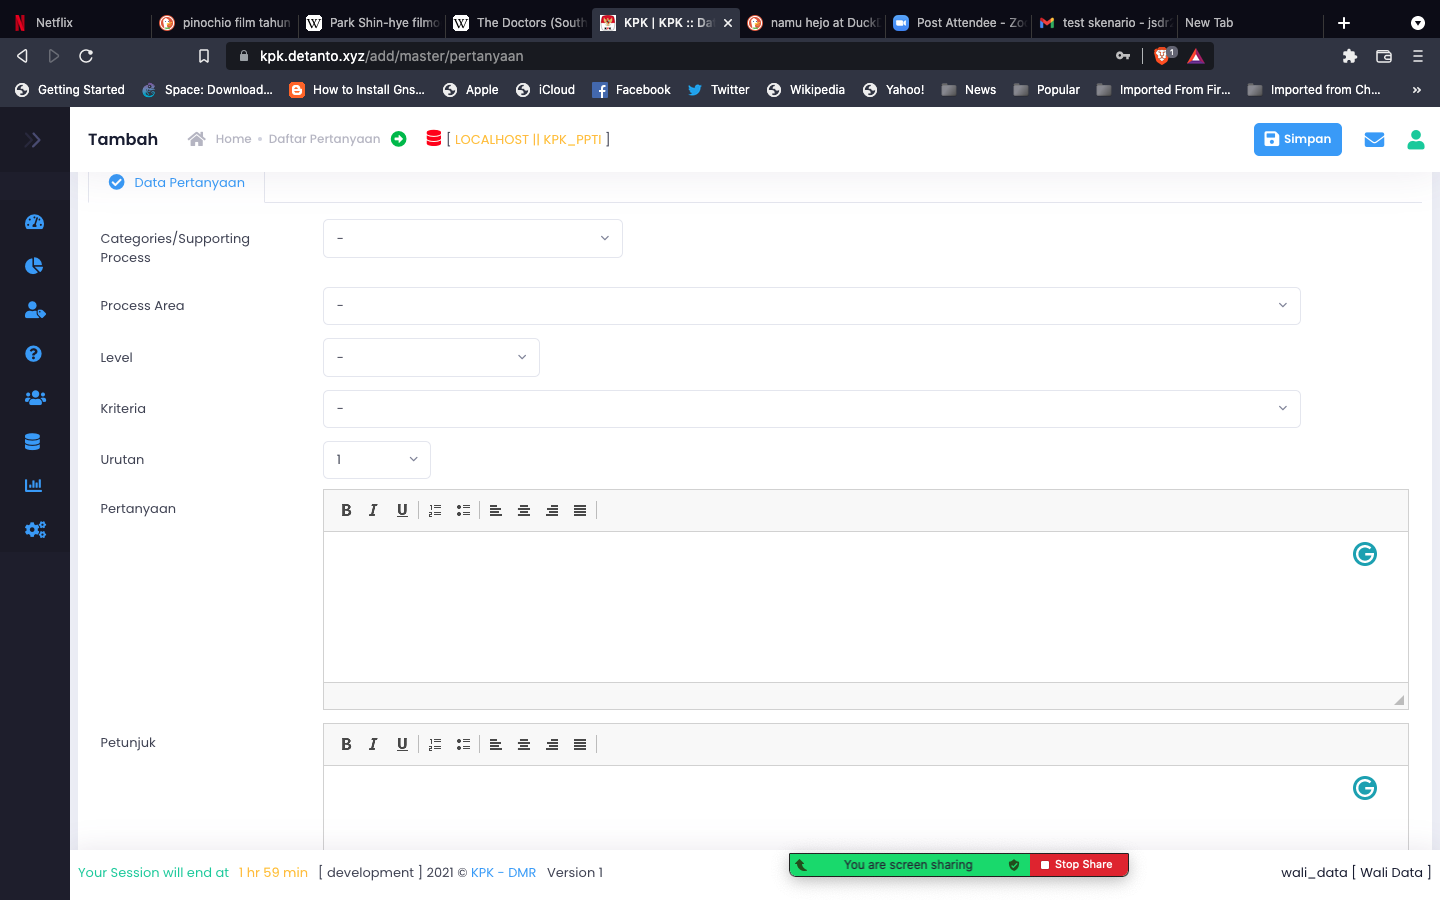 Netflix
pinochio film tahun
Park Shin-hye filmo
The Doctors (South
KPK | KPK :: Dat
namu hejo at Duck
Post Attendee - Zo
test skenario - jsdr
New Tab
kpk.detanto.xyz/add/master/pertanyaan
1
Getting Started
Space: Download...
How to Install Gns...
Apple
iCloud
Facebook
Twitter
Wikipedia
Yahoo!
News
Popular
Imported From Fir...
Imported from Ch...
Tambah
Home • Daftar Pertanyaan
[ LOCALHOST || KPK_PPTI ]
Simpan
Data Pertanyaan
Categories/Supporting
Process
-
Process Area
-
Level
-
Kriteria
-
Urutan
1
Pertanyaan
B I U
Petunjuk
B I U
Your Session will end at 1 hr 59 min [ development ] 2021 © KPK - DMR Version 1
You are screen sharing
Stop Share
wali_data [ Wali Data ]